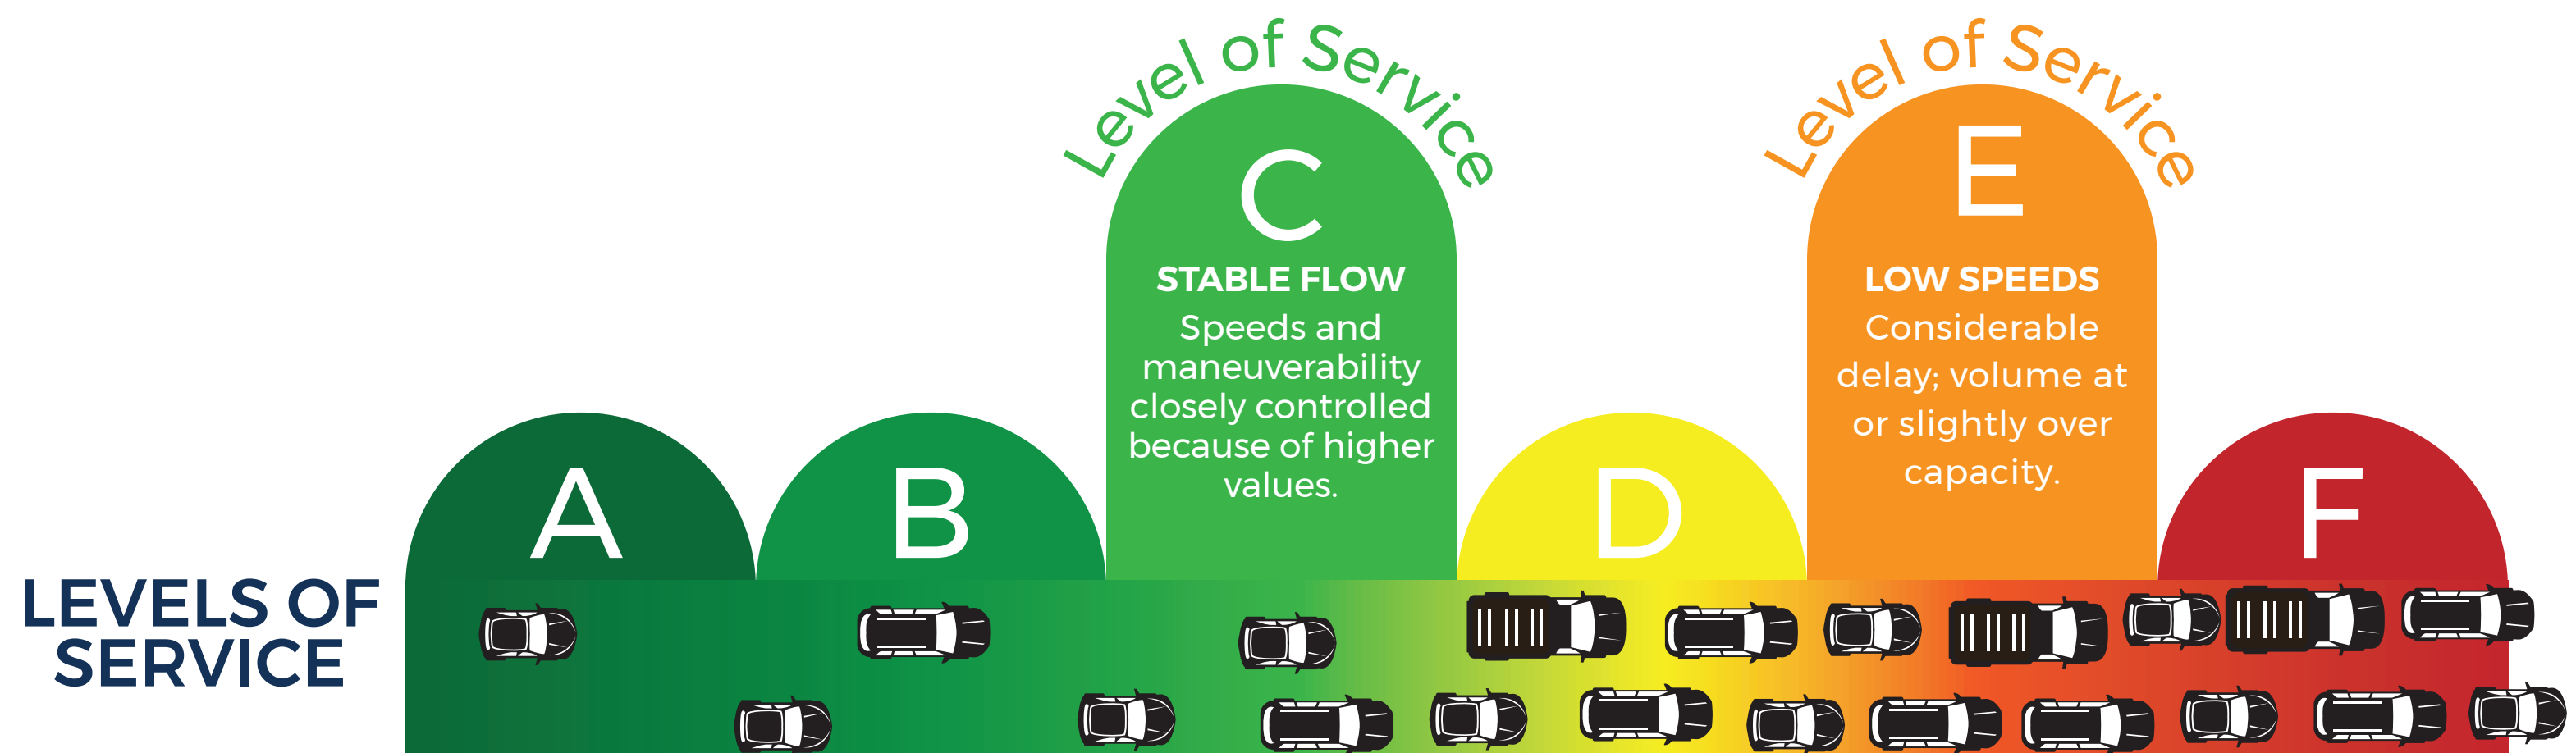 LEVELS OF
SERVICE
A
B
Level of Service
C
STABLE FLOW
Speeds and
maneuverability
closely controlled
because of higher
values.
D
Level of Service
E
LOW SPEEDS
Considerable
delay; volume at
or slightly over
capacity.
F